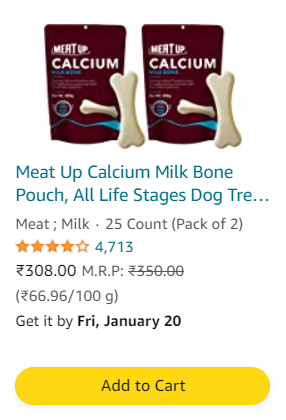 MEAT UP
CALCIUM
MILK BONE
MEAT UP
CALCIUM
MILK BONE
Meat Up Calcium Milk Bone
Pouch, All Life Stages Dog Tre...
Meat ; Milk · 25 Count (Pack of 2)
4,713
₹308.00 M.R.P: ₹350.00
(₹66.96/100 g)
Get it by Fri, January 20
Add to Cart